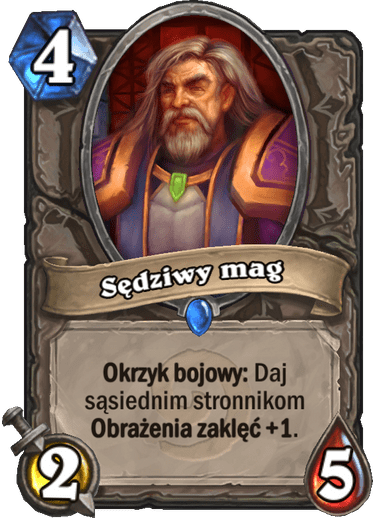 4
Sędziwy mag
Okrzyk bojowy: Daj
sąsiednim stronnikom
Obrażenia zaklęć +1.
2
5